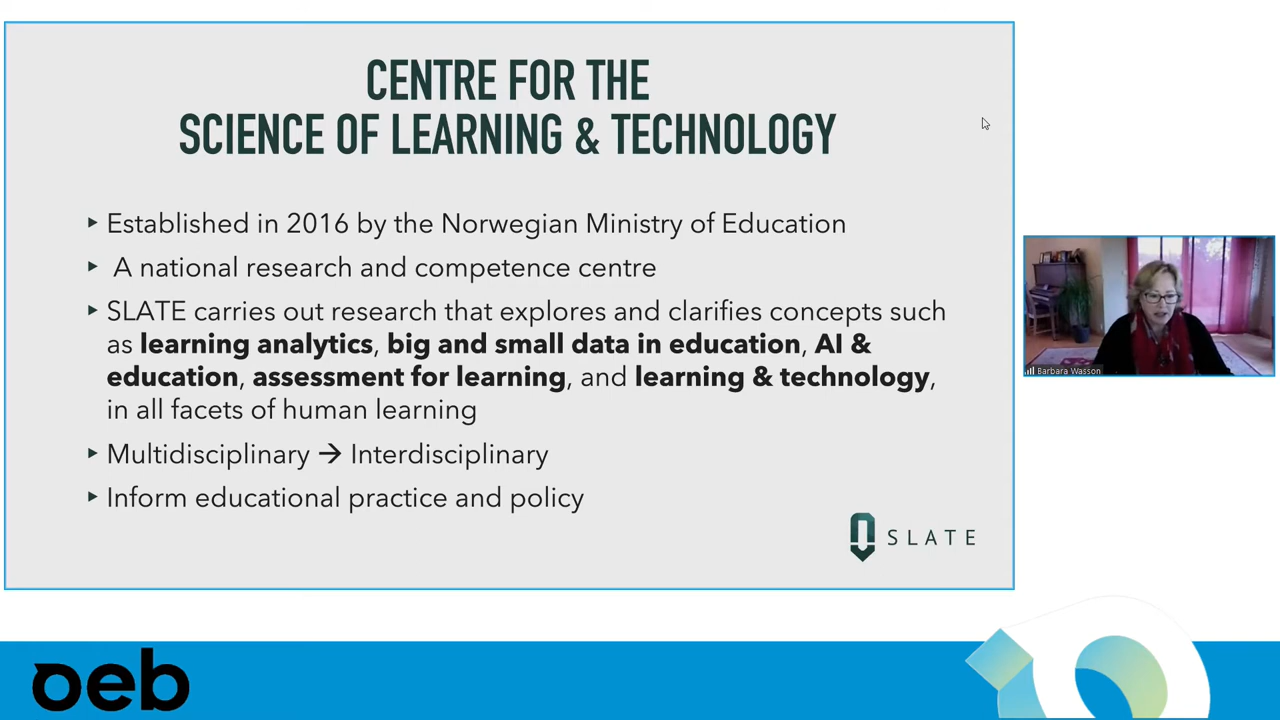 CENTRE FOR THE
SCIENCE OF LEARNING & TECHNOLOGY
▸ Established in 2016 by the Norwegian Ministry of Education
▸ A national research and competence centre
▸ SLATE carries out research that explores and clarifies concepts such
as learning analytics, big and small data in education, AI &
education, assessment for learning, and learning & technology,
in all facets of human learning
▸ Multidisciplinary → Interdisciplinary
▸ Inform educational practice and policy
SLATE
Barbara Wasson
oeb